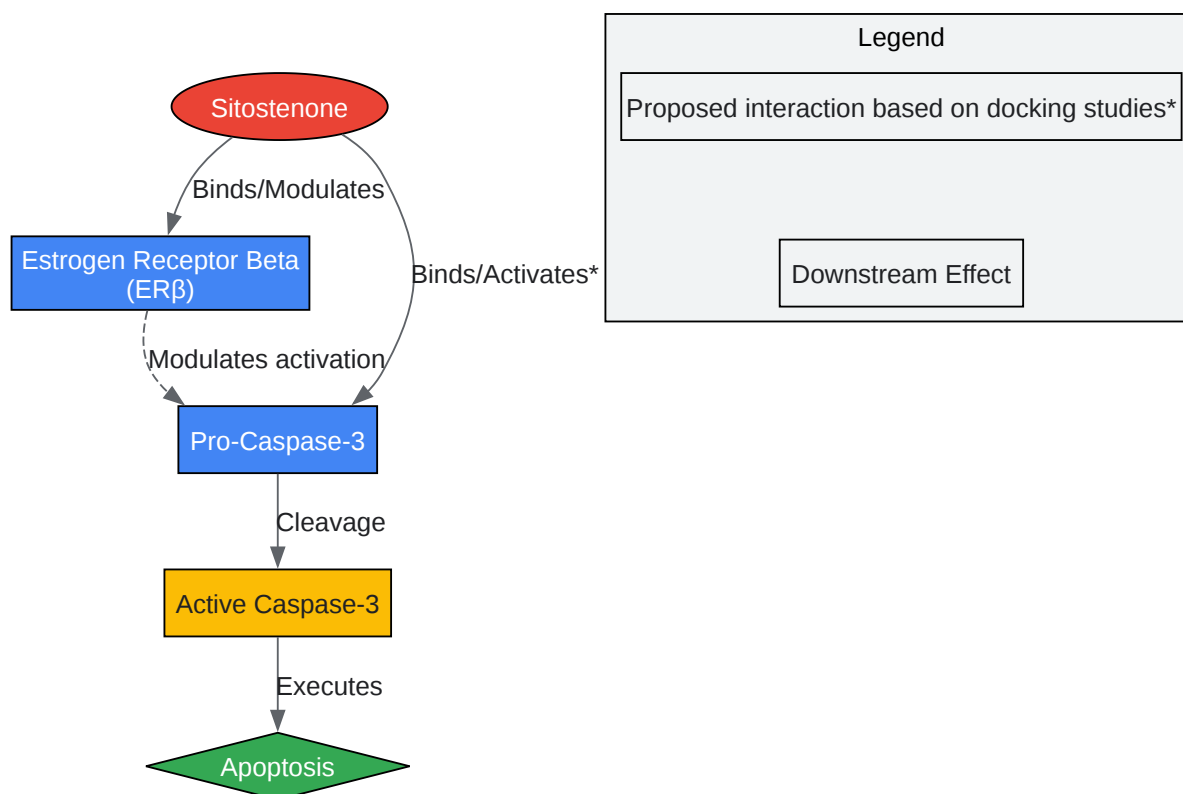 Legend
Sitostenone
Proposed interaction based on docking studies*
Binds/Modulates
Estrogen Receptor Beta
(ERβ)
Binds/Activates*
Downstream Effect
Modulates activation
Pro-Caspase-3
Cleavage
Active Caspase-3
Executes
Apoptosis